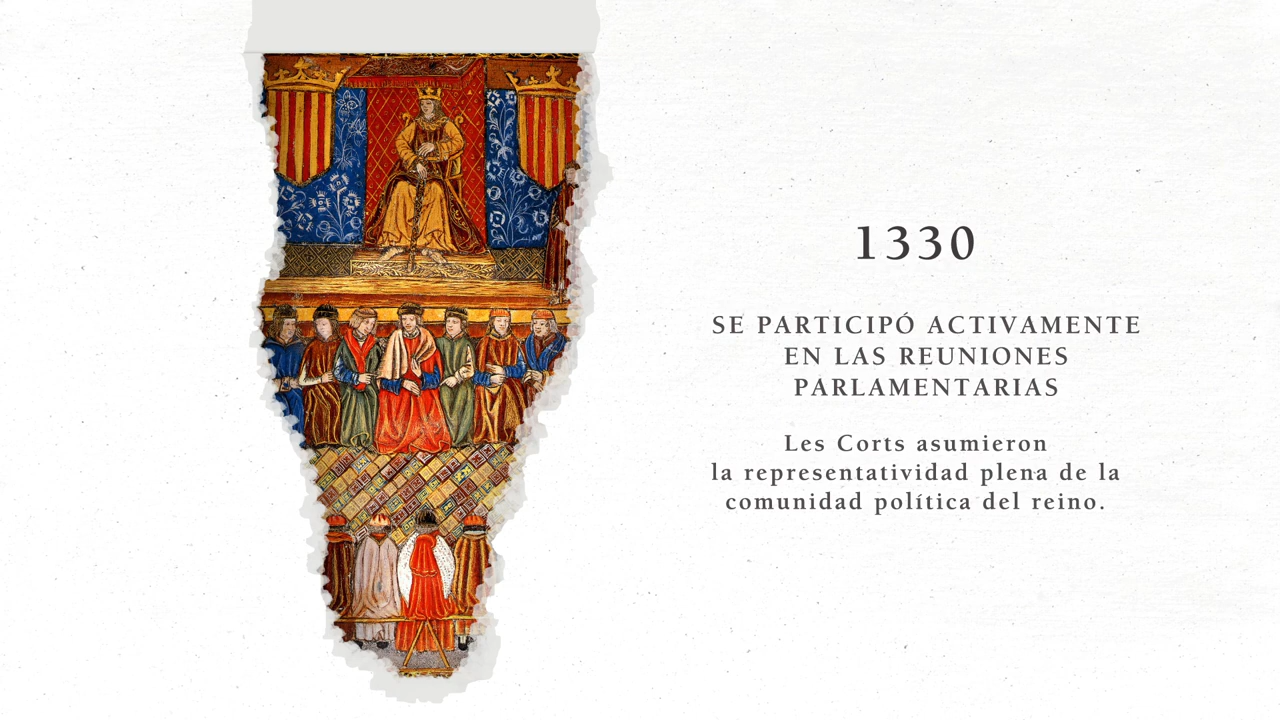 1330
SE PARTICIPÓ ACTIVAMENTE
EN LAS REUNIONES
PARLAMENTARIAS
Les Corts asumieron
la representatividad plena de la
comunidad política del reino.